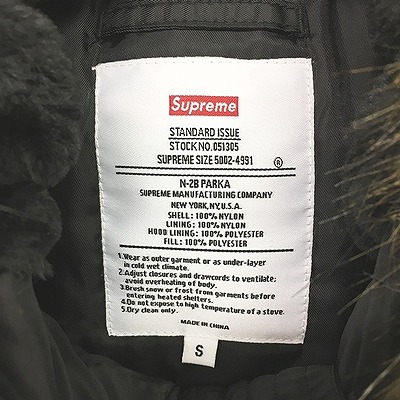 Supreme
STANDARD ISSUE
STOCK NO. 051305
SUPREME SIZE 5002-4991 ®
N-2B PARKA
SUPREME MANUFACTURING COMPANY
NEW YORK, N.Y, U.S.A.
SHELL: 100% NYLON
LINING: 100% NYLON
HOOD LINING: 100% POLYESTER
FILL: 100% POLYESTER
1.Wear as outer garment or as under-layer
in cold wet climate.
2.Adjust closures and drawcords to ventilate;
avoid overheating of body.
3.Brush snow or frost from garments before
entering heated shelters.
4.Do not expose to high temperature of a stove.
5.Dry clean only.
MADE IN CHINA
S